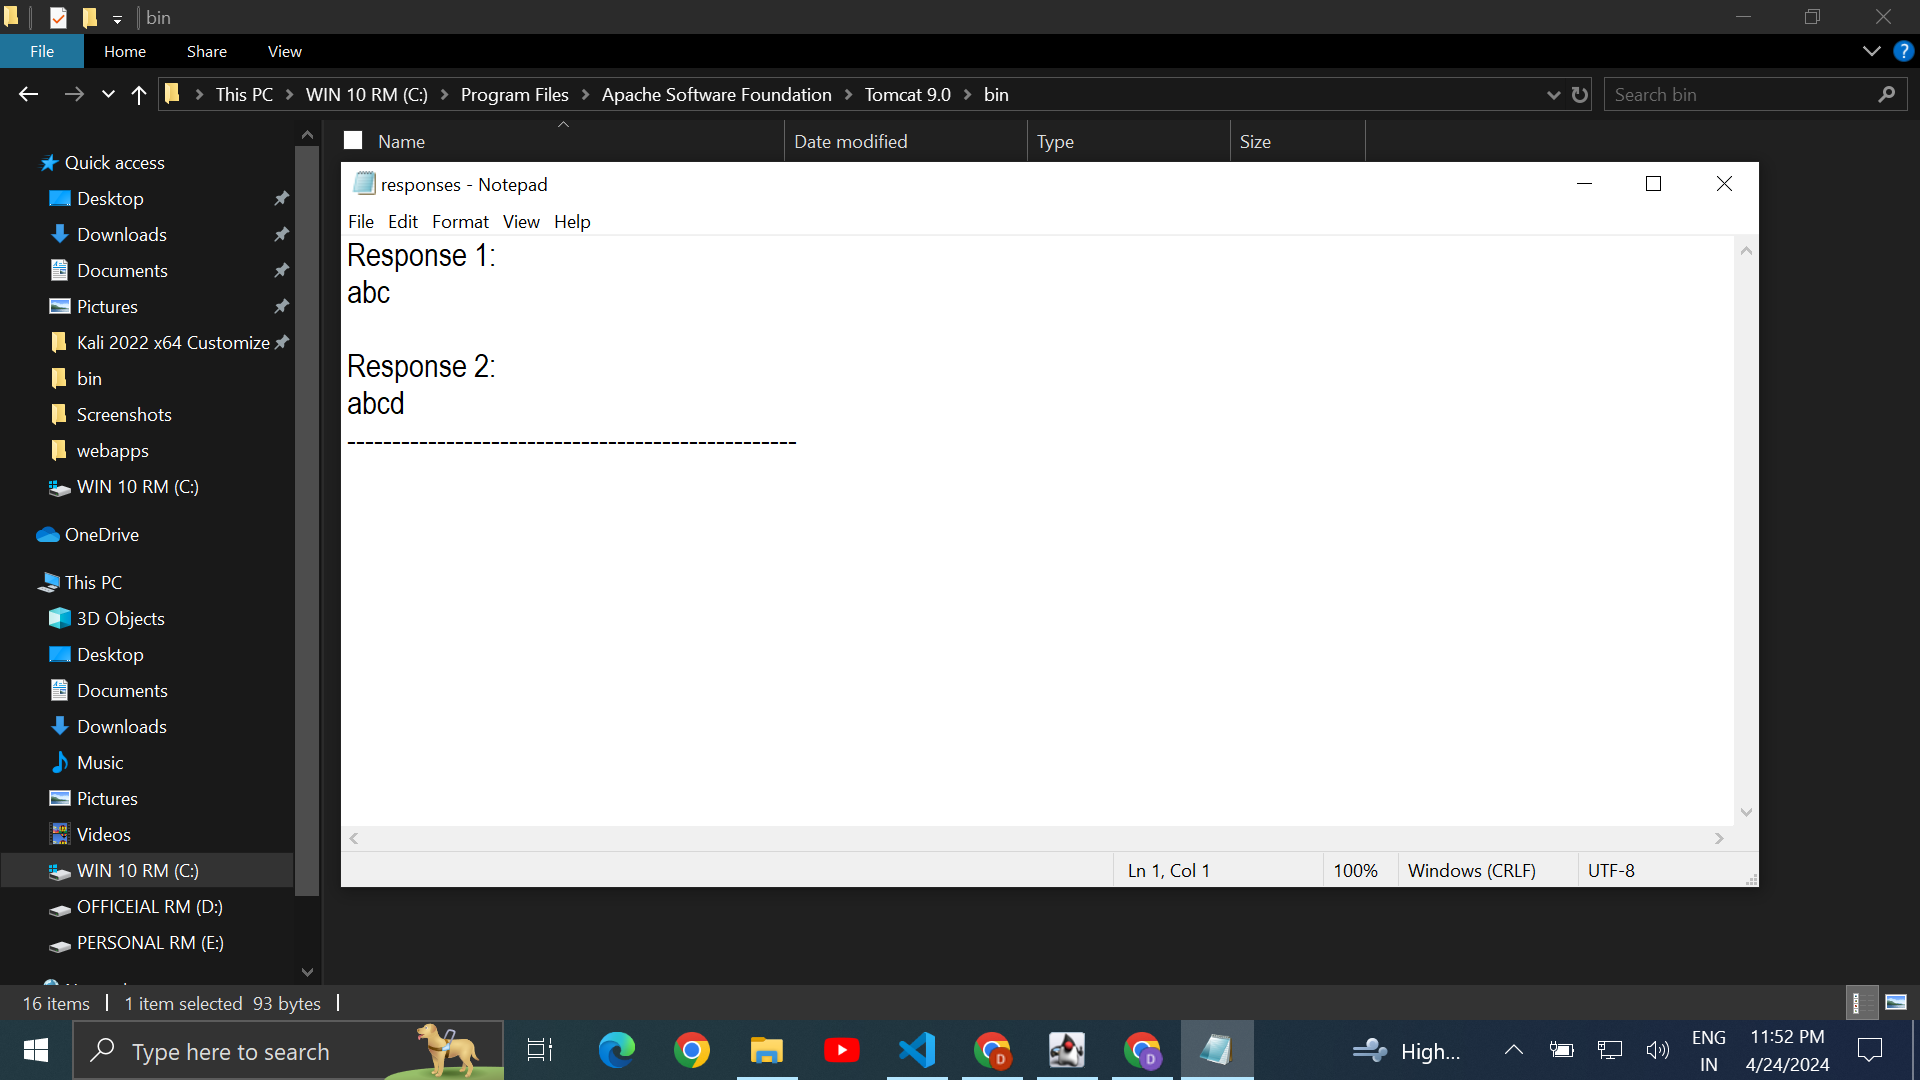 bin
File Home Share View
This PC WIN 10 RM (C:) Program Files Apache Software Foundation Tomcat 9.0 bin
Search bin
Name Date modified Type Size
Quick access
Desktop
Downloads
Documents
Pictures
Kali 2022 x64 Customize
bin
Screenshots
webapps
WIN 10 RM (C:)
OneDrive
This PC
3D Objects
Desktop
Documents
Downloads
Music
Pictures
Videos
WIN 10 RM (C:)
OFFICEIAL RM (D:)
PERSONAL RM (E:)
responses - Notepad
File Edit Format View Help
Response 1:
abc
Response 2:
abcd
--------------------------------------------------
Ln 1, Col 1 100% Windows (CRLF) UTF-8
16 items 1 item selected 93 bytes
Type here to search
High...
ENG
IN
11:52 PM
4/24/2024